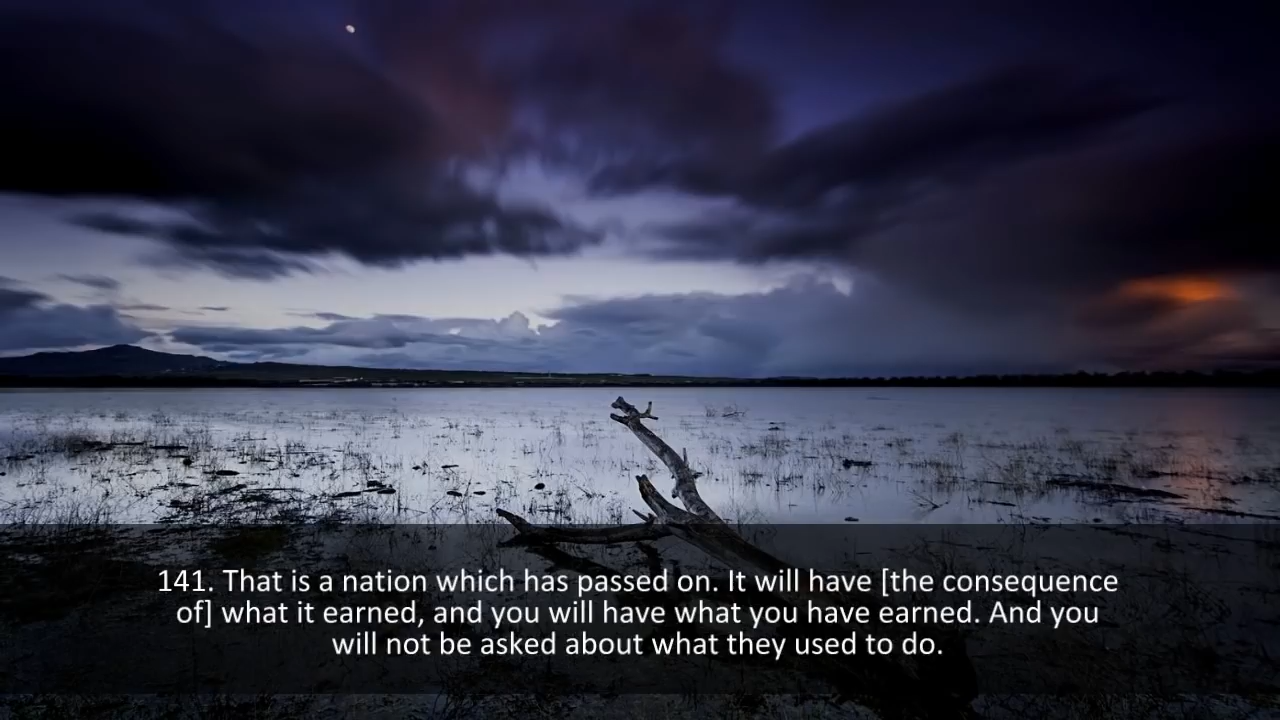 141. That is a nation which has passed on. It will have [the consequence
of] what it earned, and you will have what you have earned. And you
will not be asked about what they used to do.